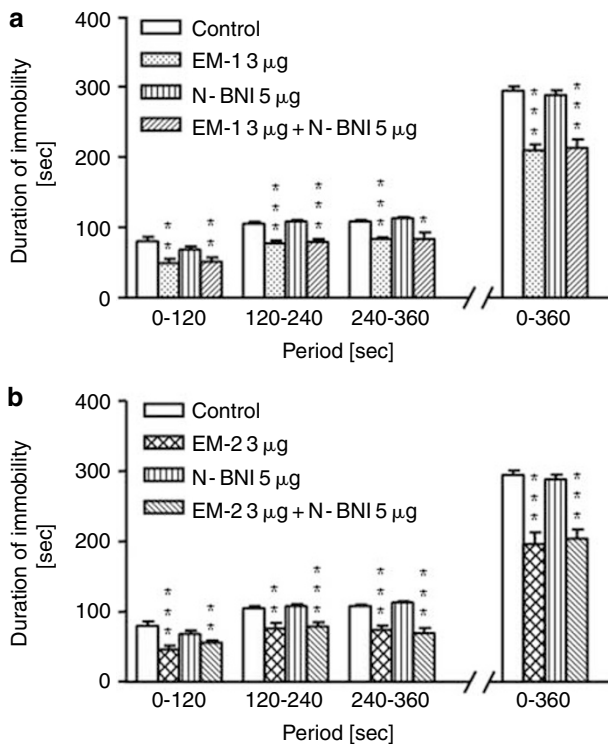 a
400
300
200
100
0
Duration of immobility
[sec]
Control
EM-1 3 μg
N-BNI 5 μg
EM-1 3 μg + N-BNI 5 μg
* *
* *
* * *
* * *
* * *
*
* * *
* * *
0-120
120-240
240-360
0-360
Period [sec]
b
400
300
200
100
0
Duration of immobility
[sec]
Control
EM-2 3 μg
N-BNI 5 μg
EM-2 3 μg + N-BNI 5 μg
* * *
* *
* *
* * *
* * *
* * *
* * *
* * *
0-120
120-240
240-360
0-360
Period [sec]